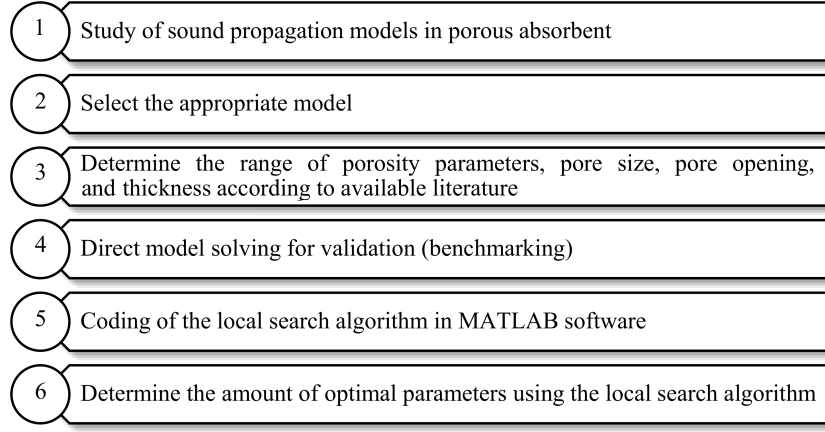 1 Study of sound propagation models in porous absorbent
2 Select the appropriate model
3 Determine the range of porosity parameters, pore size, pore opening,
and thickness according to available literature
4 Direct model solving for validation (benchmarking)
5 Coding of the local search algorithm in MATLAB software
6 Determine the amount of optimal parameters using the local search algorithm